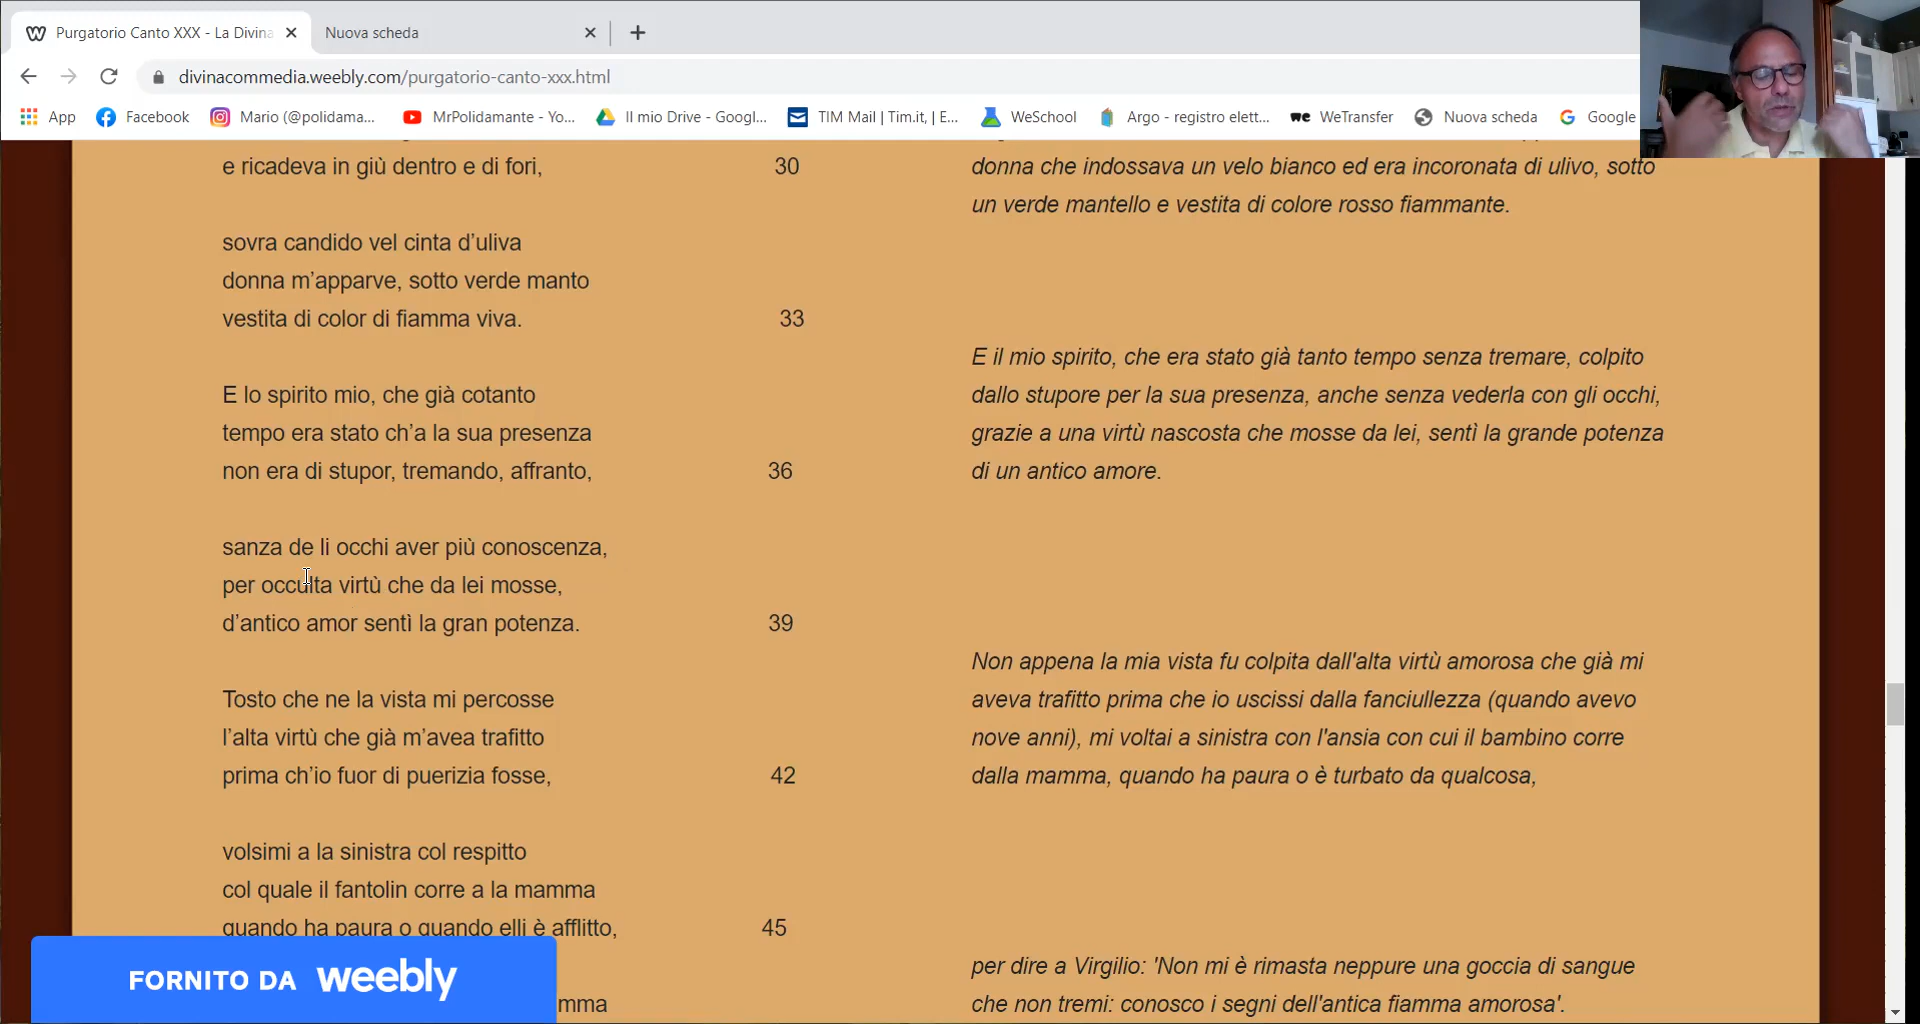 Purgatorio Canto XXX - La Divina
Nuova scheda
divinacommedia.weebly.com/purgatorio-canto-xxx.html
App
Facebook
Mario (@polidama...
MrPolidamante - Yo...
Il mio Drive - Googl...
TIM Mail | Tim.it, | E...
WeSchool
Argo - registro elett...
we WeTransfer
Nuova scheda
Google
e ricadeva in giù dentro e di fori,
30
sovra candido vel cinta d’uliva
donna m’apparve, sotto verde manto
vestita di color di fiamma viva.
33
E lo spirito mio, che già cotanto
tempo era stato ch’a la sua presenza
non era di stupor, tremando, affranto,
36
sanza de li occhi aver più conoscenza,
per occulta virtù che da lei mosse,
d’antico amor sentì la gran potenza.
39
Tosto che ne la vista mi percosse
l’alta virtù che già m’avea trafitto
prima ch’io fuor di puerizia fosse,
42
volsimi a la sinistra col respitto
col quale il fantolin corre a la mamma
quando ha paura o quando elli è afflitto,
45
mma
donna che indossava un velo bianco ed era incoronata di ulivo, sotto
un verde mantello e vestita di colore rosso fiammante.
E il mio spirito, che era stato già tanto tempo senza tremare, colpito
dallo stupore per la sua presenza, anche senza vederla con gli occhi,
grazie a una virtù nascosta che mosse da lei, sentì la grande potenza
di un antico amore.
Non appena la mia vista fu colpita dall'alta virtù amorosa che già mi
aveva trafitto prima che io uscissi dalla fanciullezza (quando avevo
nove anni), mi voltai a sinistra con l'ansia con cui il bambino corre
dalla mamma, quando ha paura o è turbato da qualcosa,
per dire a Virgilio: 'Non mi è rimasta neppure una goccia di sangue
che non tremi: conosco i segni dell'antica fiamma amorosa'.
FORNITO DA weebly